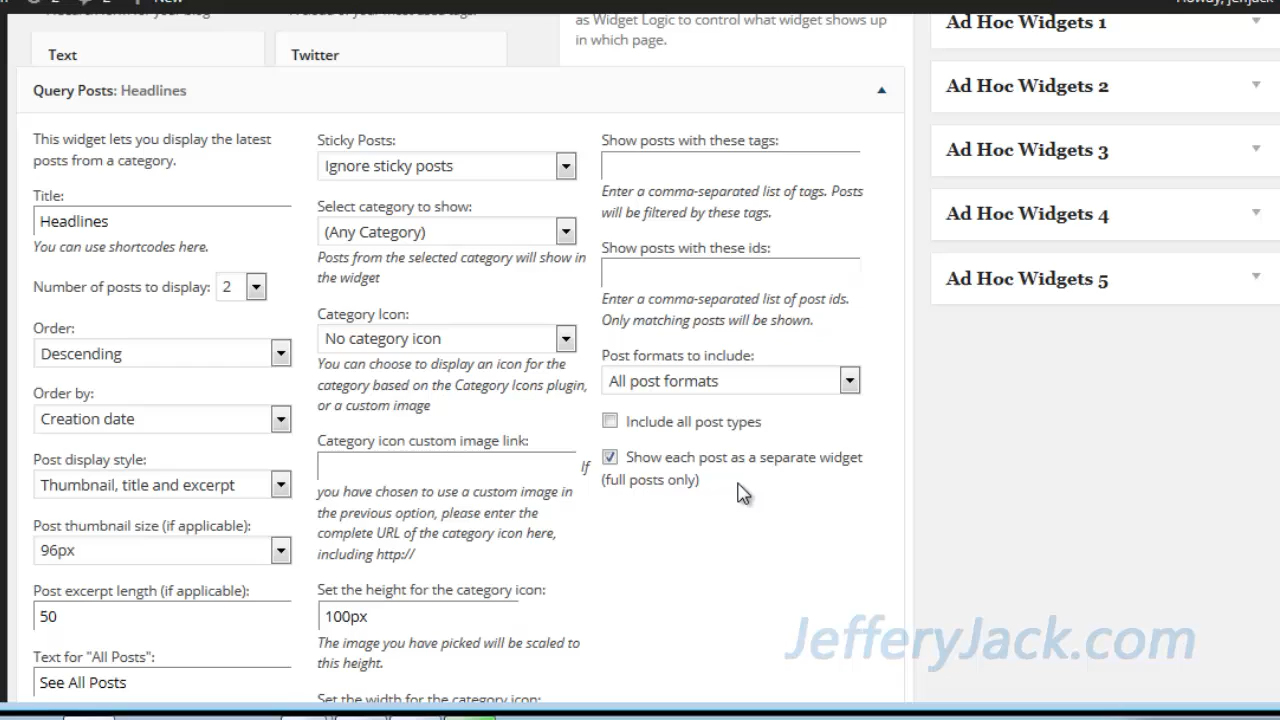 New
as Widget Logic to control what widget shows up
in which page.
Text
Twitter
Query Posts: Headlines
This widget lets you display the latest
posts from a category.
Title:
Headlines
You can use shortcodes here.
Number of posts to display: 2
Order:
Descending
Order by:
Creation date
Post display style:
Thumbnail, title and excerpt
Post thumbnail size (if applicable):
96px
Post excerpt length (if applicable):
50
Text for "All Posts":
See All Posts
Sticky Posts:
Ignore sticky posts
Select category to show:
(Any Category)
Posts from the selected category will show in
the widget
Category Icon:
No category icon
You can choose to display an icon for the
category based on the Category Icons plugin,
or a custom image
Category icon custom image link:
If
you have chosen to use a custom image in
the previous option, please enter the
complete URL of the category icon here,
including http://
Set the height for the category icon:
100px
The image you have picked will be scaled to
this height.
Set the width for the category icon:
Show posts with these tags:
Enter a comma-separated list of tags. Posts
will be filtered by these tags.
Show posts with these ids:
Enter a comma-separated list of post ids.
Only matching posts will be shown.
Post formats to include:
All post formats
Include all post types
Show each post as a separate widget
(full posts only)
Ad Hoc Widgets 1
Ad Hoc Widgets 2
Ad Hoc Widgets 3
Ad Hoc Widgets 4
Ad Hoc Widgets 5
JefferyJack.com